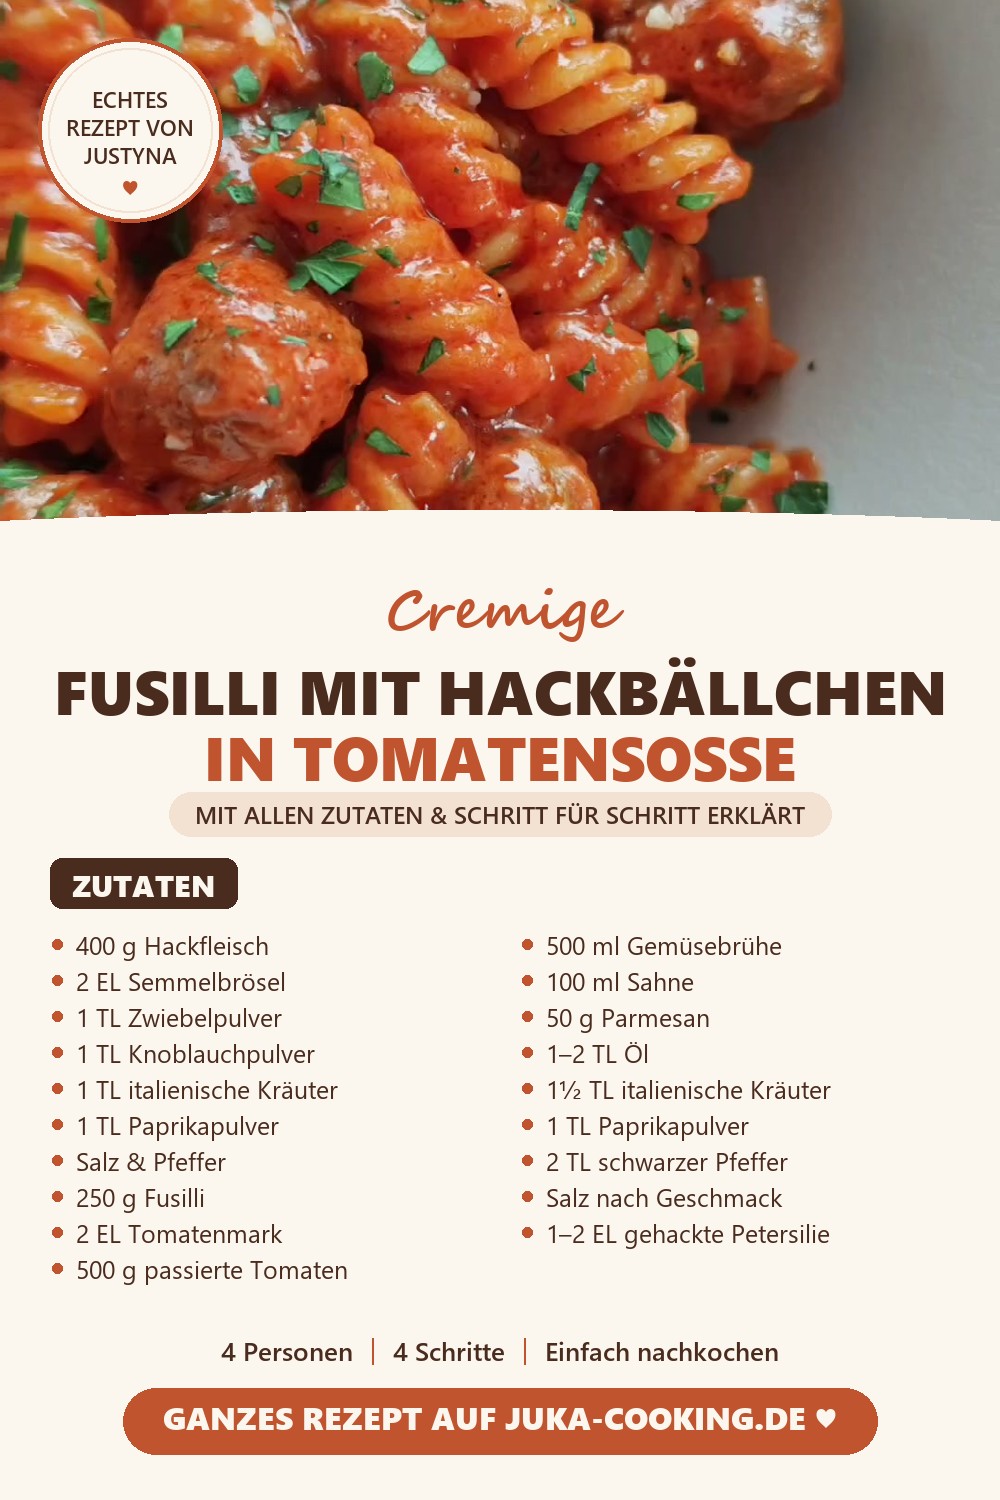 ECHTES
REZEPT VON
JUSTYNA
Cremige
FUSILLI MIT HACKBÄLLCHEN
IN TOMATENSOSSE
MIT ALLEN ZUTATEN & SCHRITT FÜR SCHRITT ERKLÄRT
ZUTATEN
400 g Hackfleisch
2 EL Semmelbrösel
1 TL Zwiebelpulver
1 TL Knoblauchpulver
1 TL italienische Kräuter
1 TL Paprikapulver
Salz & Pfeffer
250 g Fusilli
2 EL Tomatenmark
500 g passierte Tomaten
500 ml Gemüsebrühe
100 ml Sahne
50 g Parmesan
1–2 TL Öl
1½ TL italienische Kräuter
1 TL Paprikapulver
2 TL schwarzer Pfeffer
Salz nach Geschmack
1–2 EL gehackte Petersilie
4 Personen | 4 Schritte | Einfach nachkochen
GANZES REZEPT AUF JUKA-COOKING.DE ♥